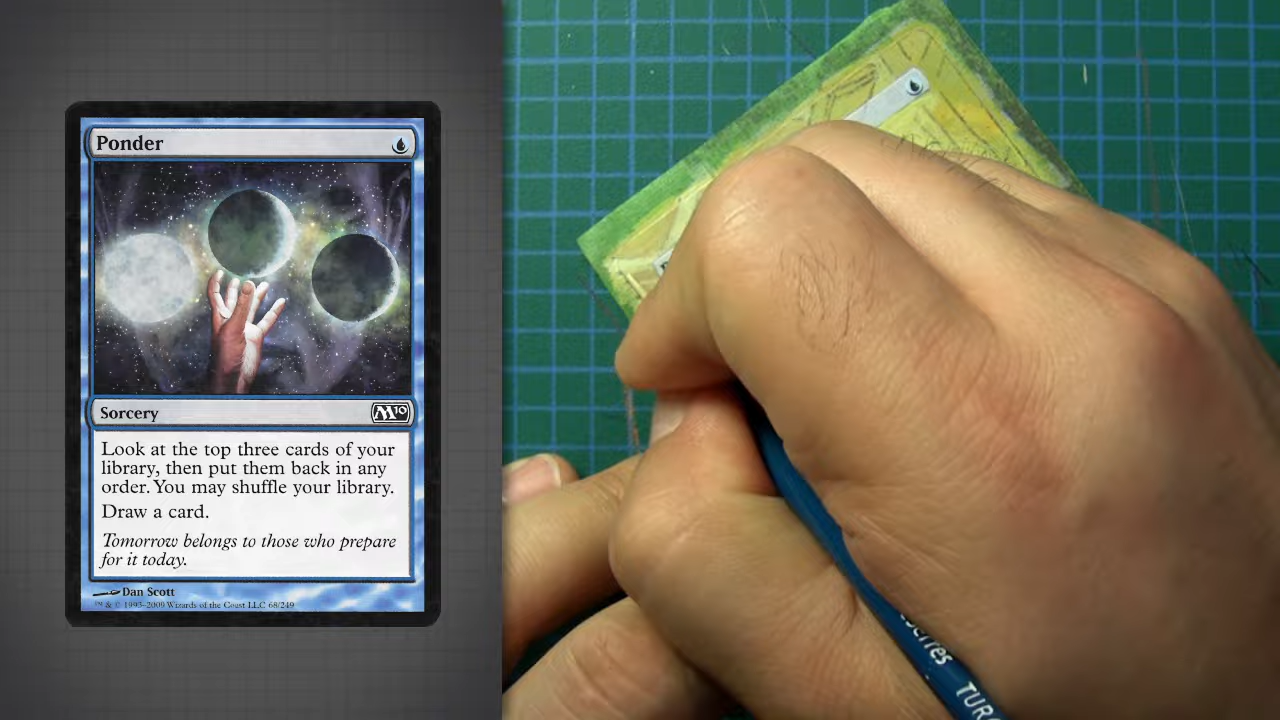 Ponder
Sorcery
M10
Look at the top three cards of your
library, then put them back in any
order. You may shuffle your library.
Draw a card.
Tomorrow belongs to those who prepare
for it today.
Dan Scott
™ & © 1993-2009 Wizards of the Coast LLC 68/249